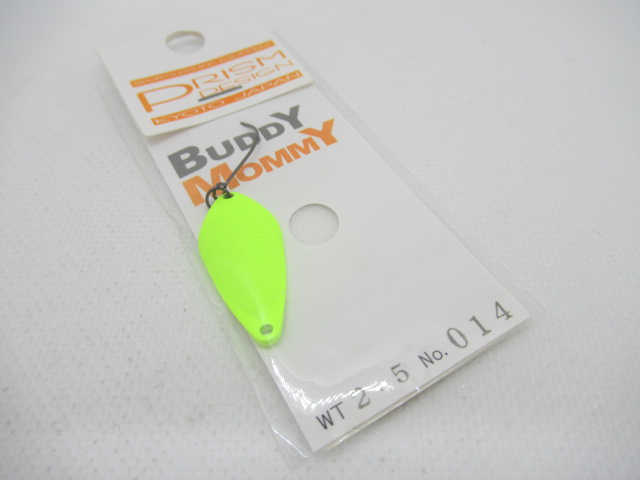 PRISM
DESIGN
KYOTO JAPAN
BUDDY
MOMMY
WT 2.5 No. 014